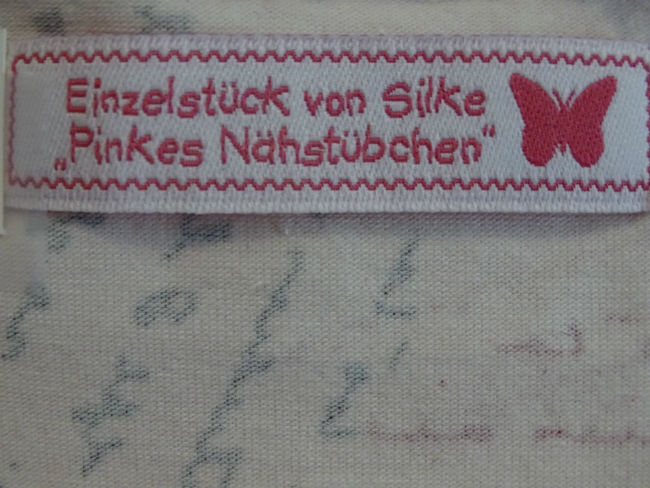 Einzelstück von Silke
„Pinkes Nähstübchen“